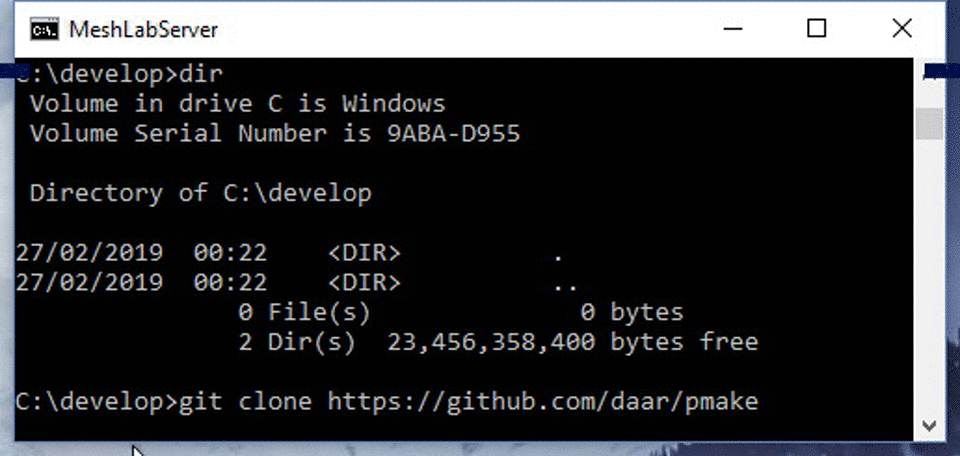 MeshLabServer
C:\develop>dir
Volume in drive C is Windows
Volume Serial Number is 9ABA-D955
Directory of C:\develop
27/02/2019  00:22    <DIR>          .
27/02/2019  00:22    <DIR>          ..
0 File(s)              0 bytes
2 Dir(s)  23,456,358,400 bytes free
C:\develop>git clone https://github.com/daar/pmake